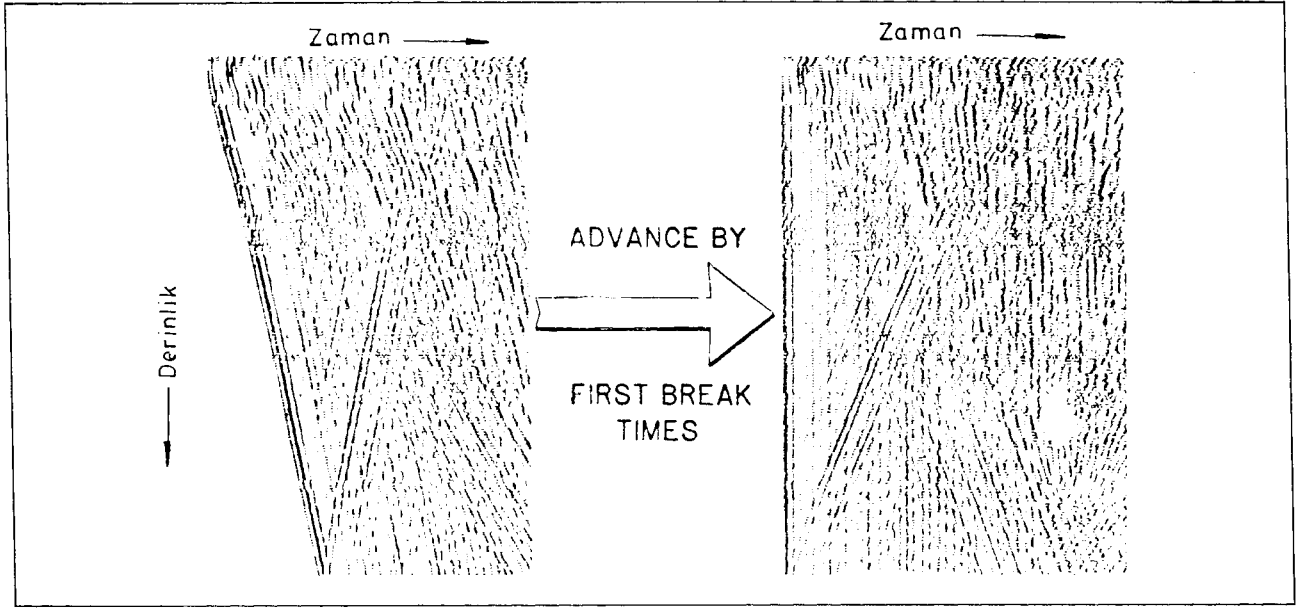 Zaman
Zaman
Derinlik
ADVANCE BY
FIRST BREAK
TIMES